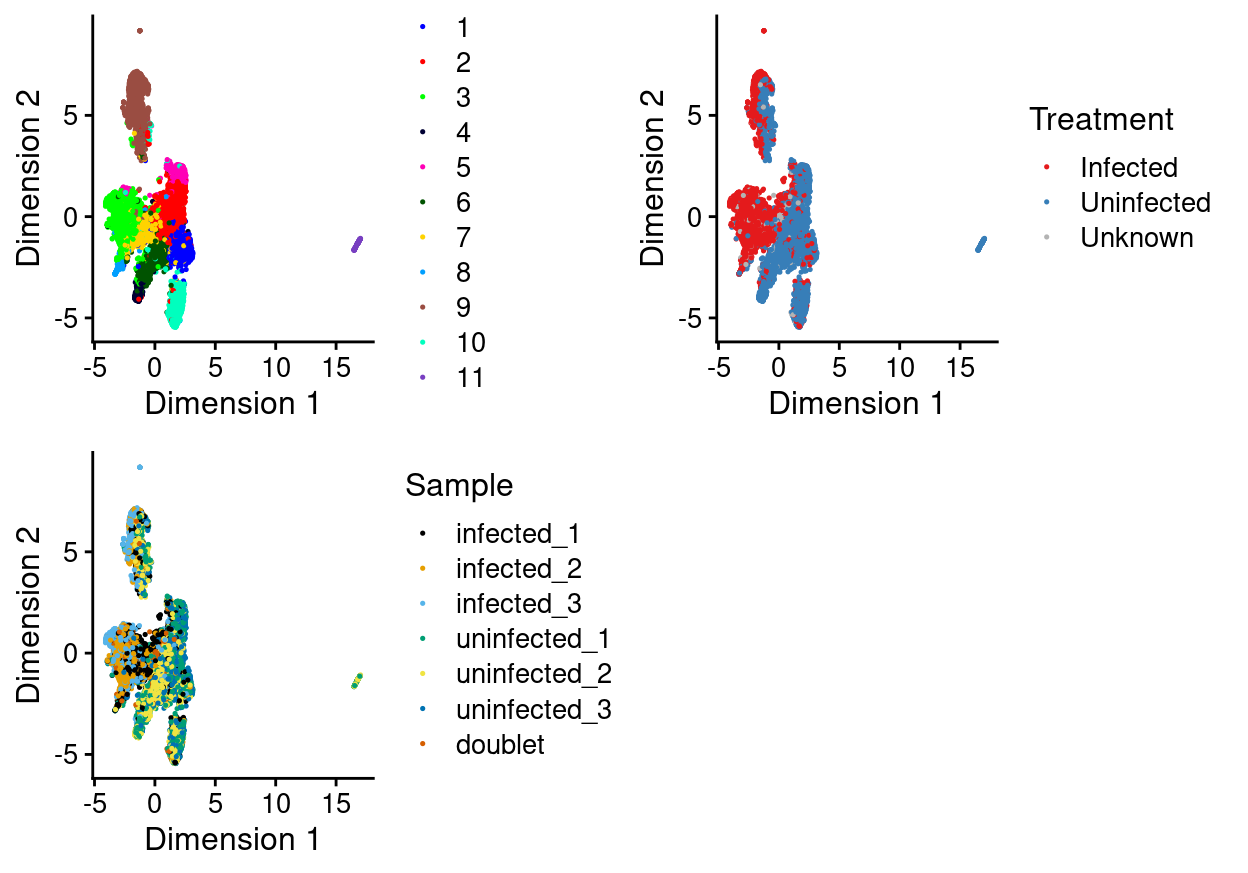 Dimension 2
5
0
-5
-5 0 5 10 15
Dimension 1
1
2
3
4
5
6
7
8
9
10
11
Dimension 2
5
0
-5
-5 0 5 10 15
Dimension 1
Treatment
Infected
Uninfected
Unknown
Dimension 2
5
0
-5
-5 0 5 10 15
Dimension 1
Sample
infected_1
infected_2
infected_3
uninfected_1
uninfected_2
uninfected_3
doublet